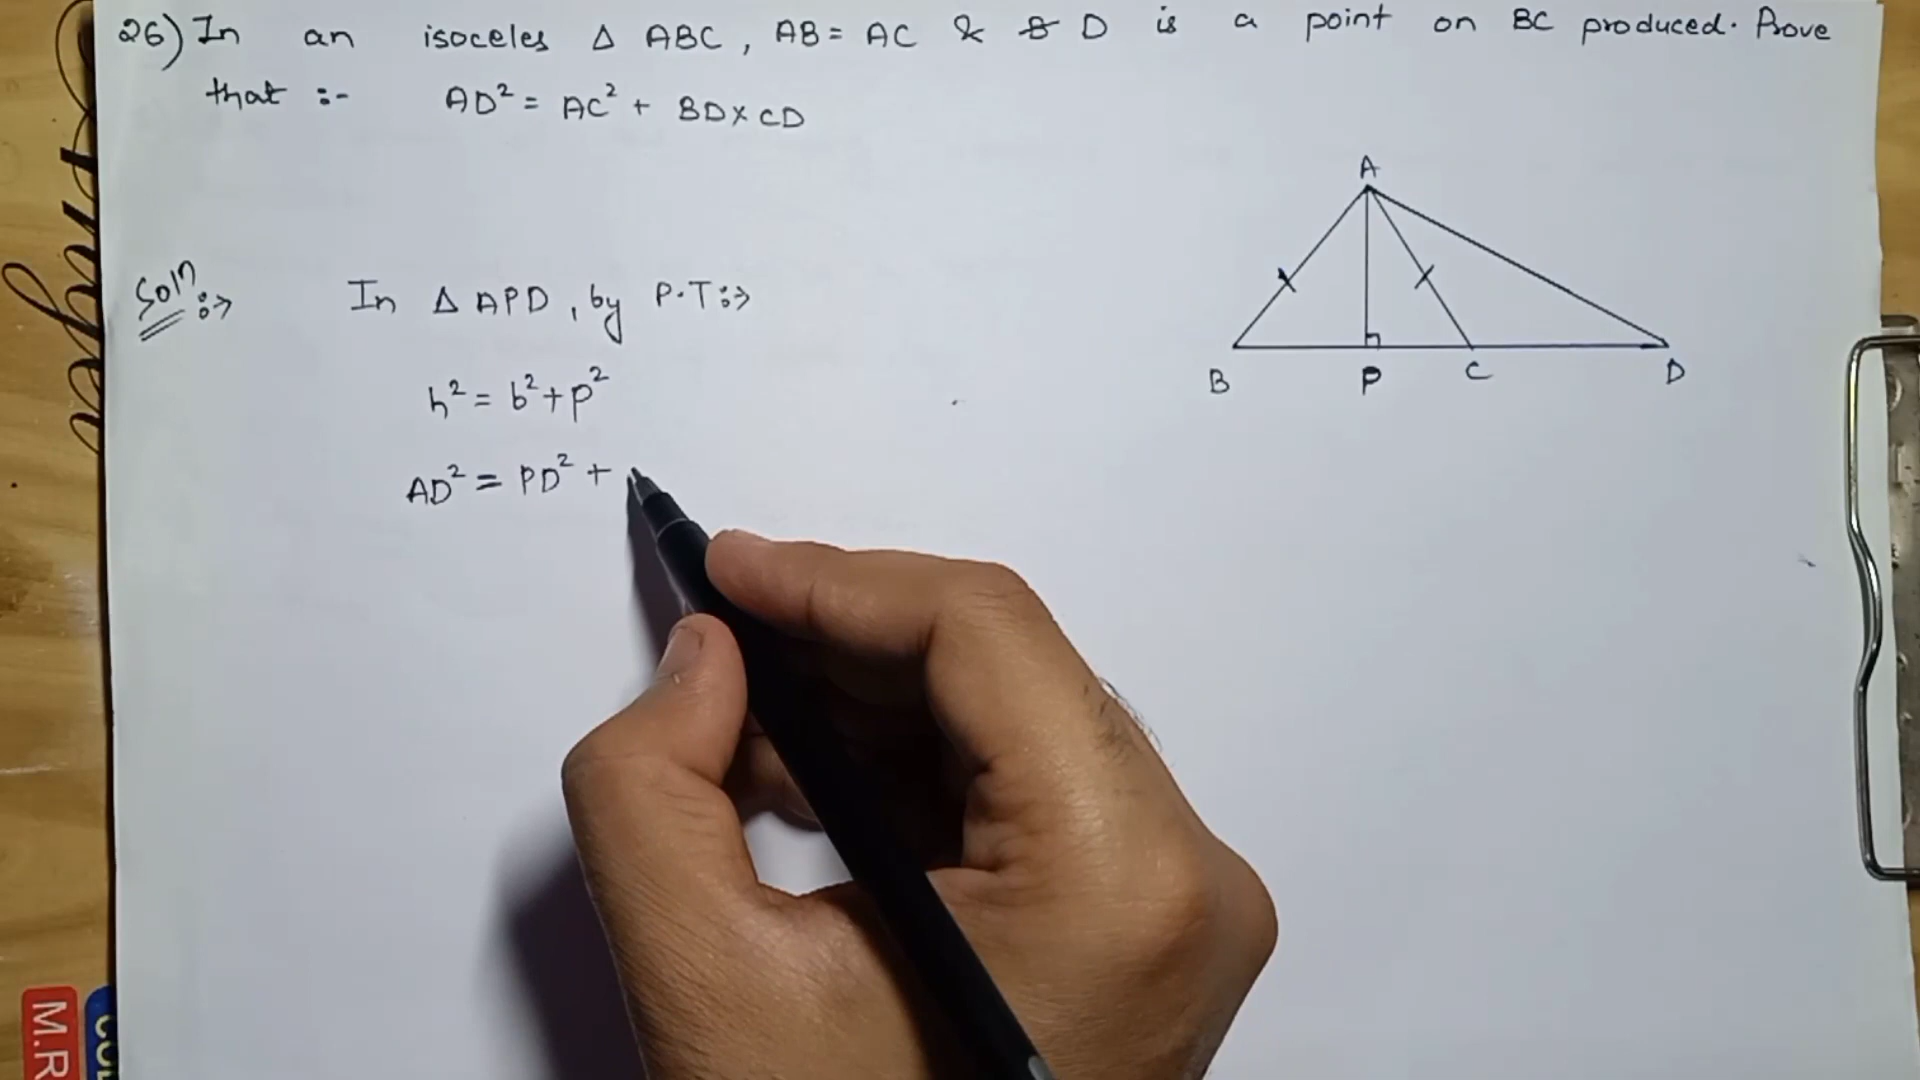 26) In an isoceles Δ ABC, AB = AC & D is a point on BC produced. Prove
that :- AD² = AC² + BD x CD
A
Soln :->
In Δ APD, by P.T :->
B P C D
h² = b² + p²
AD² = PD² +
M.R